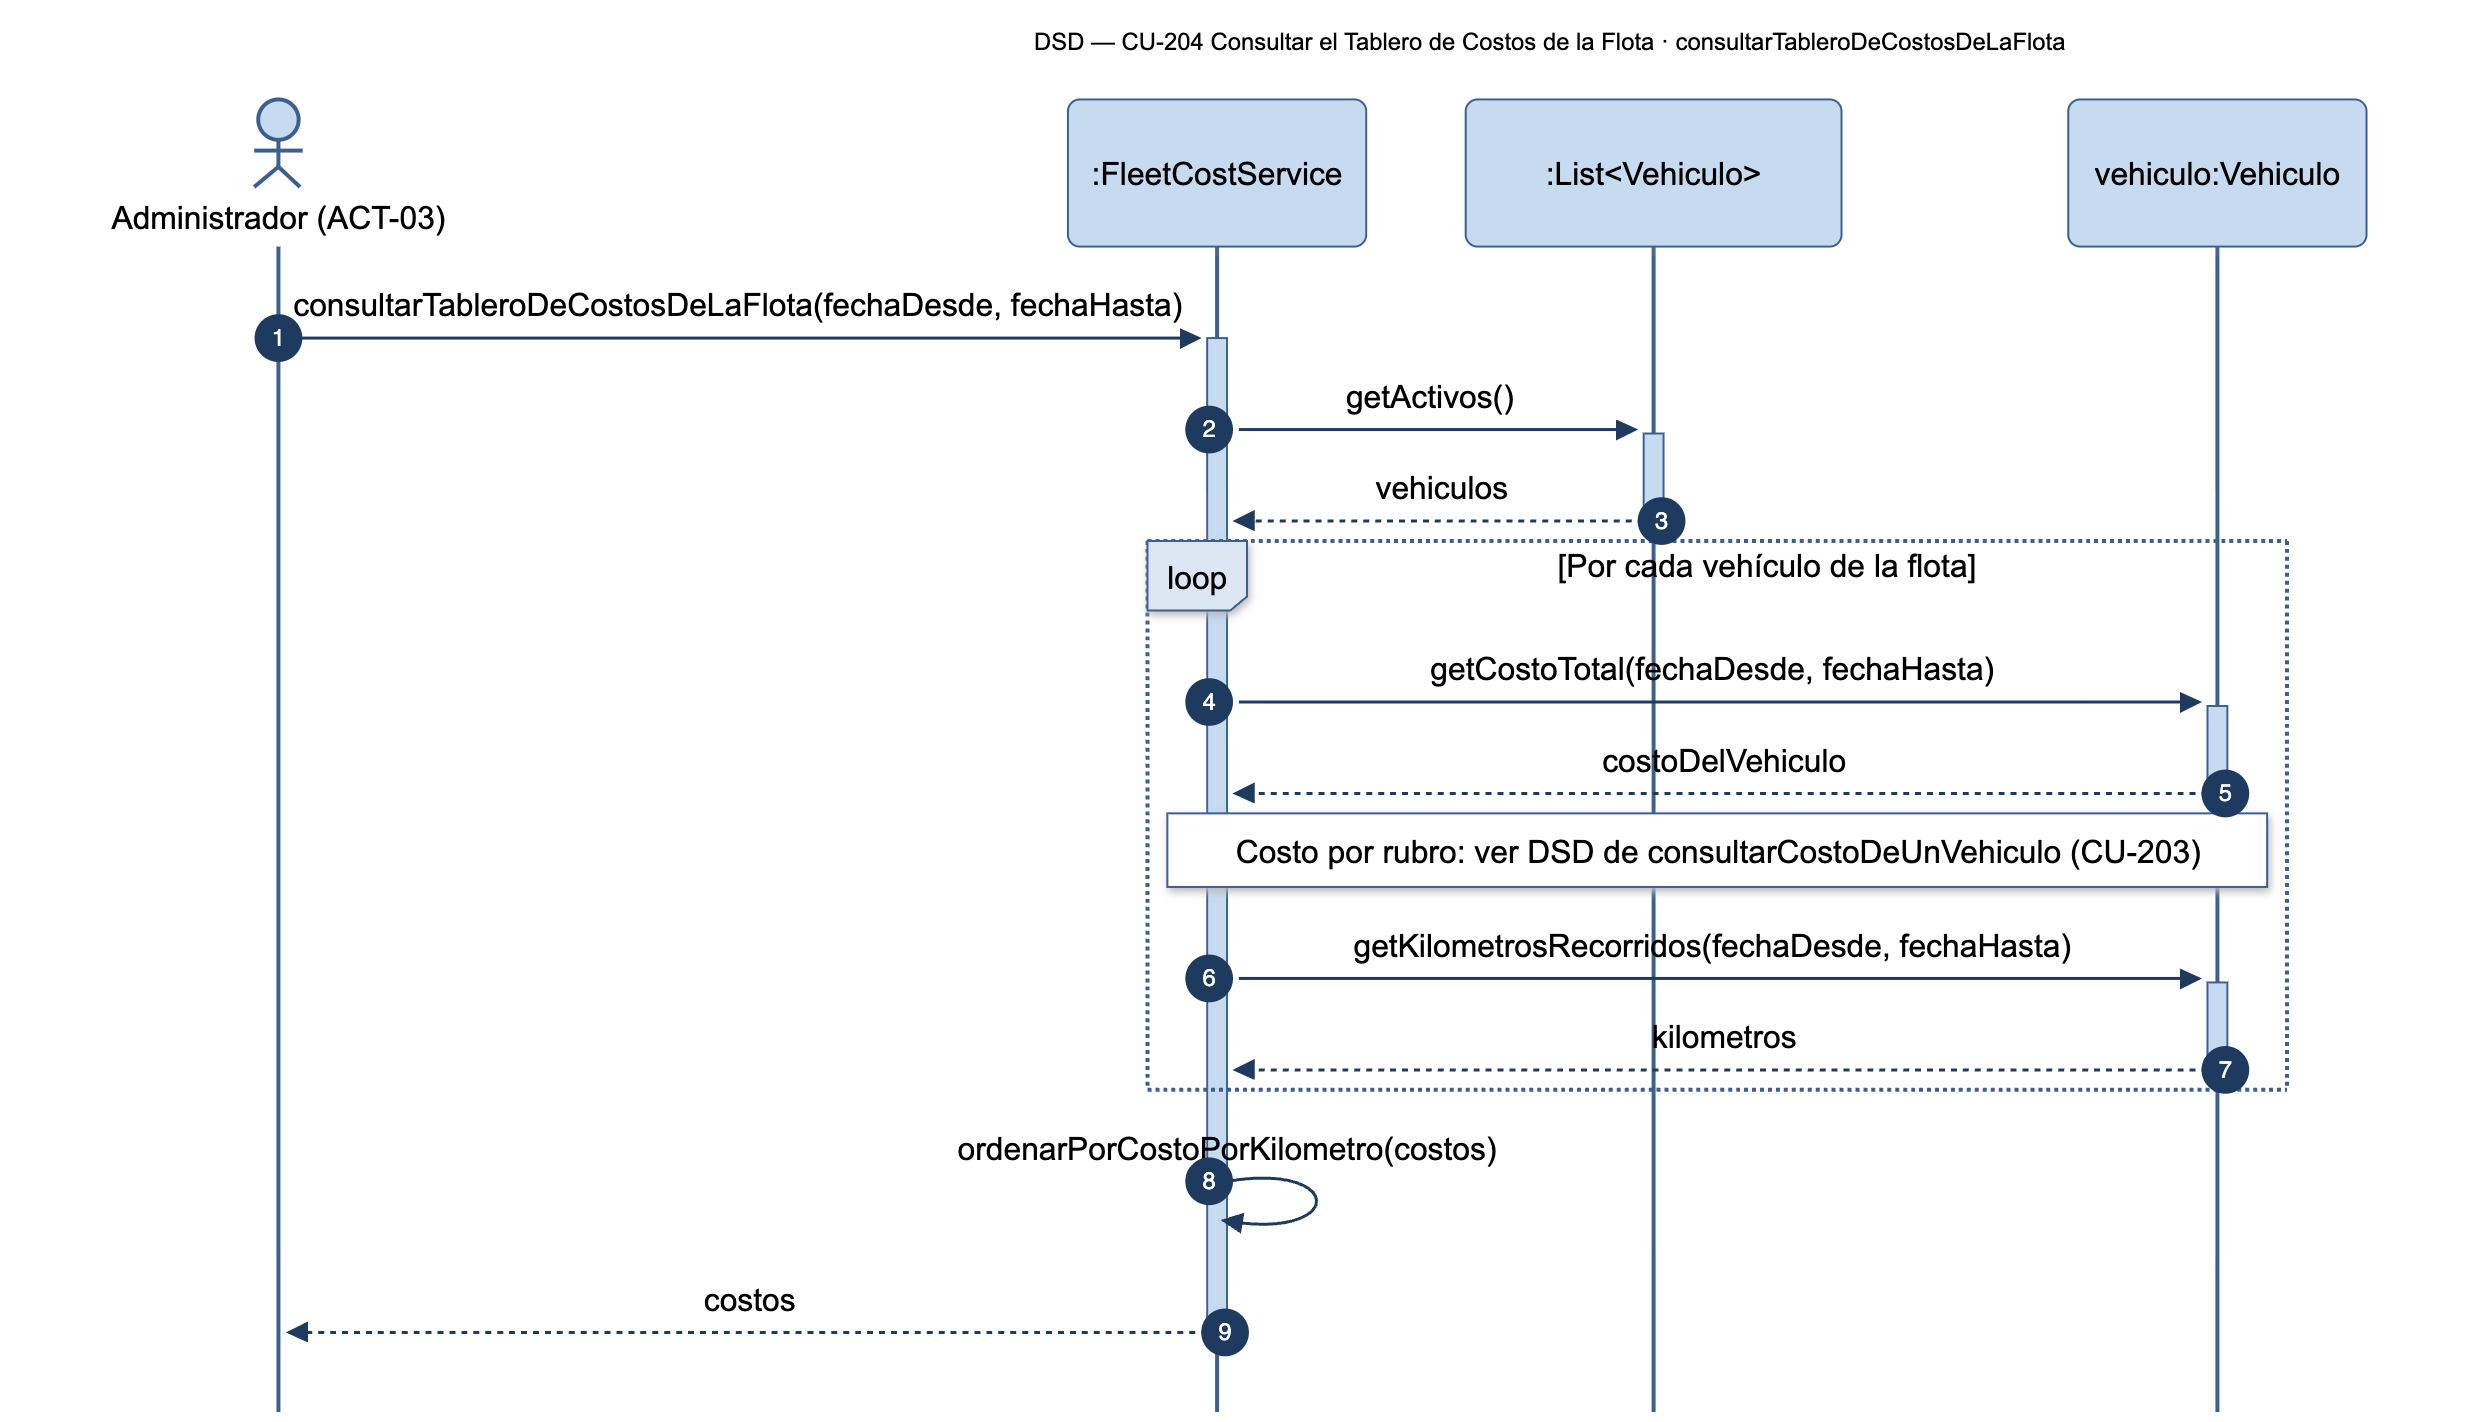 DSD — CU-204 Consultar el Tablero de Costos de la Flota · consultarTableroDeCostosDeLaFlota
Administrador (ACT-03)
:FleetCostService
:List<Vehiculo>
vehiculo:Vehiculo
consultarTableroDeCostosDeLaFlota(fechaDesde, fechaHasta)
1
getActivos()
2
vehiculos
3
loop
[Por cada vehículo de la flota]
getCostoTotal(fechaDesde, fechaHasta)
4
costoDelVehiculo
5
Costo por rubro: ver DSD de consultarCostoDeUnVehiculo (CU-203)
getKilometrosRecorridos(fechaDesde, fechaHasta)
6
kilometros
7
ordenarPorCostoPorKilometro(costos)
8
costos
9